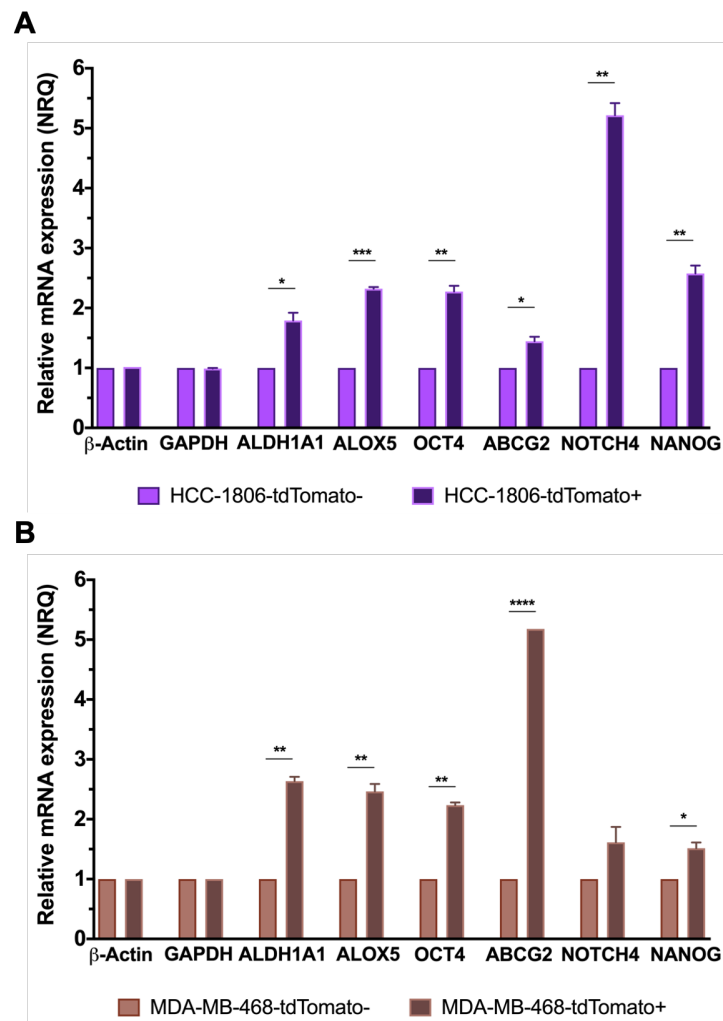 A
Relative mRNA expression (NRQ)
6
5
4
3
2
1
0
** 
*** ** **
* *
β-Actin GAPDH ALDH1A1 ALOX5 OCT4 ABCG2 NOTCH4 NANOG
HCC-1806-tdTomato- HCC-1806-tdTomato+
B
Relative mRNA expression (NRQ)
6
5
4
3
2
1
0
****
** ** **
*
β-Actin GAPDH ALDH1A1 ALOX5 OCT4 ABCG2 NOTCH4 NANOG
MDA-MB-468-tdTomato- MDA-MB-468-tdTomato+